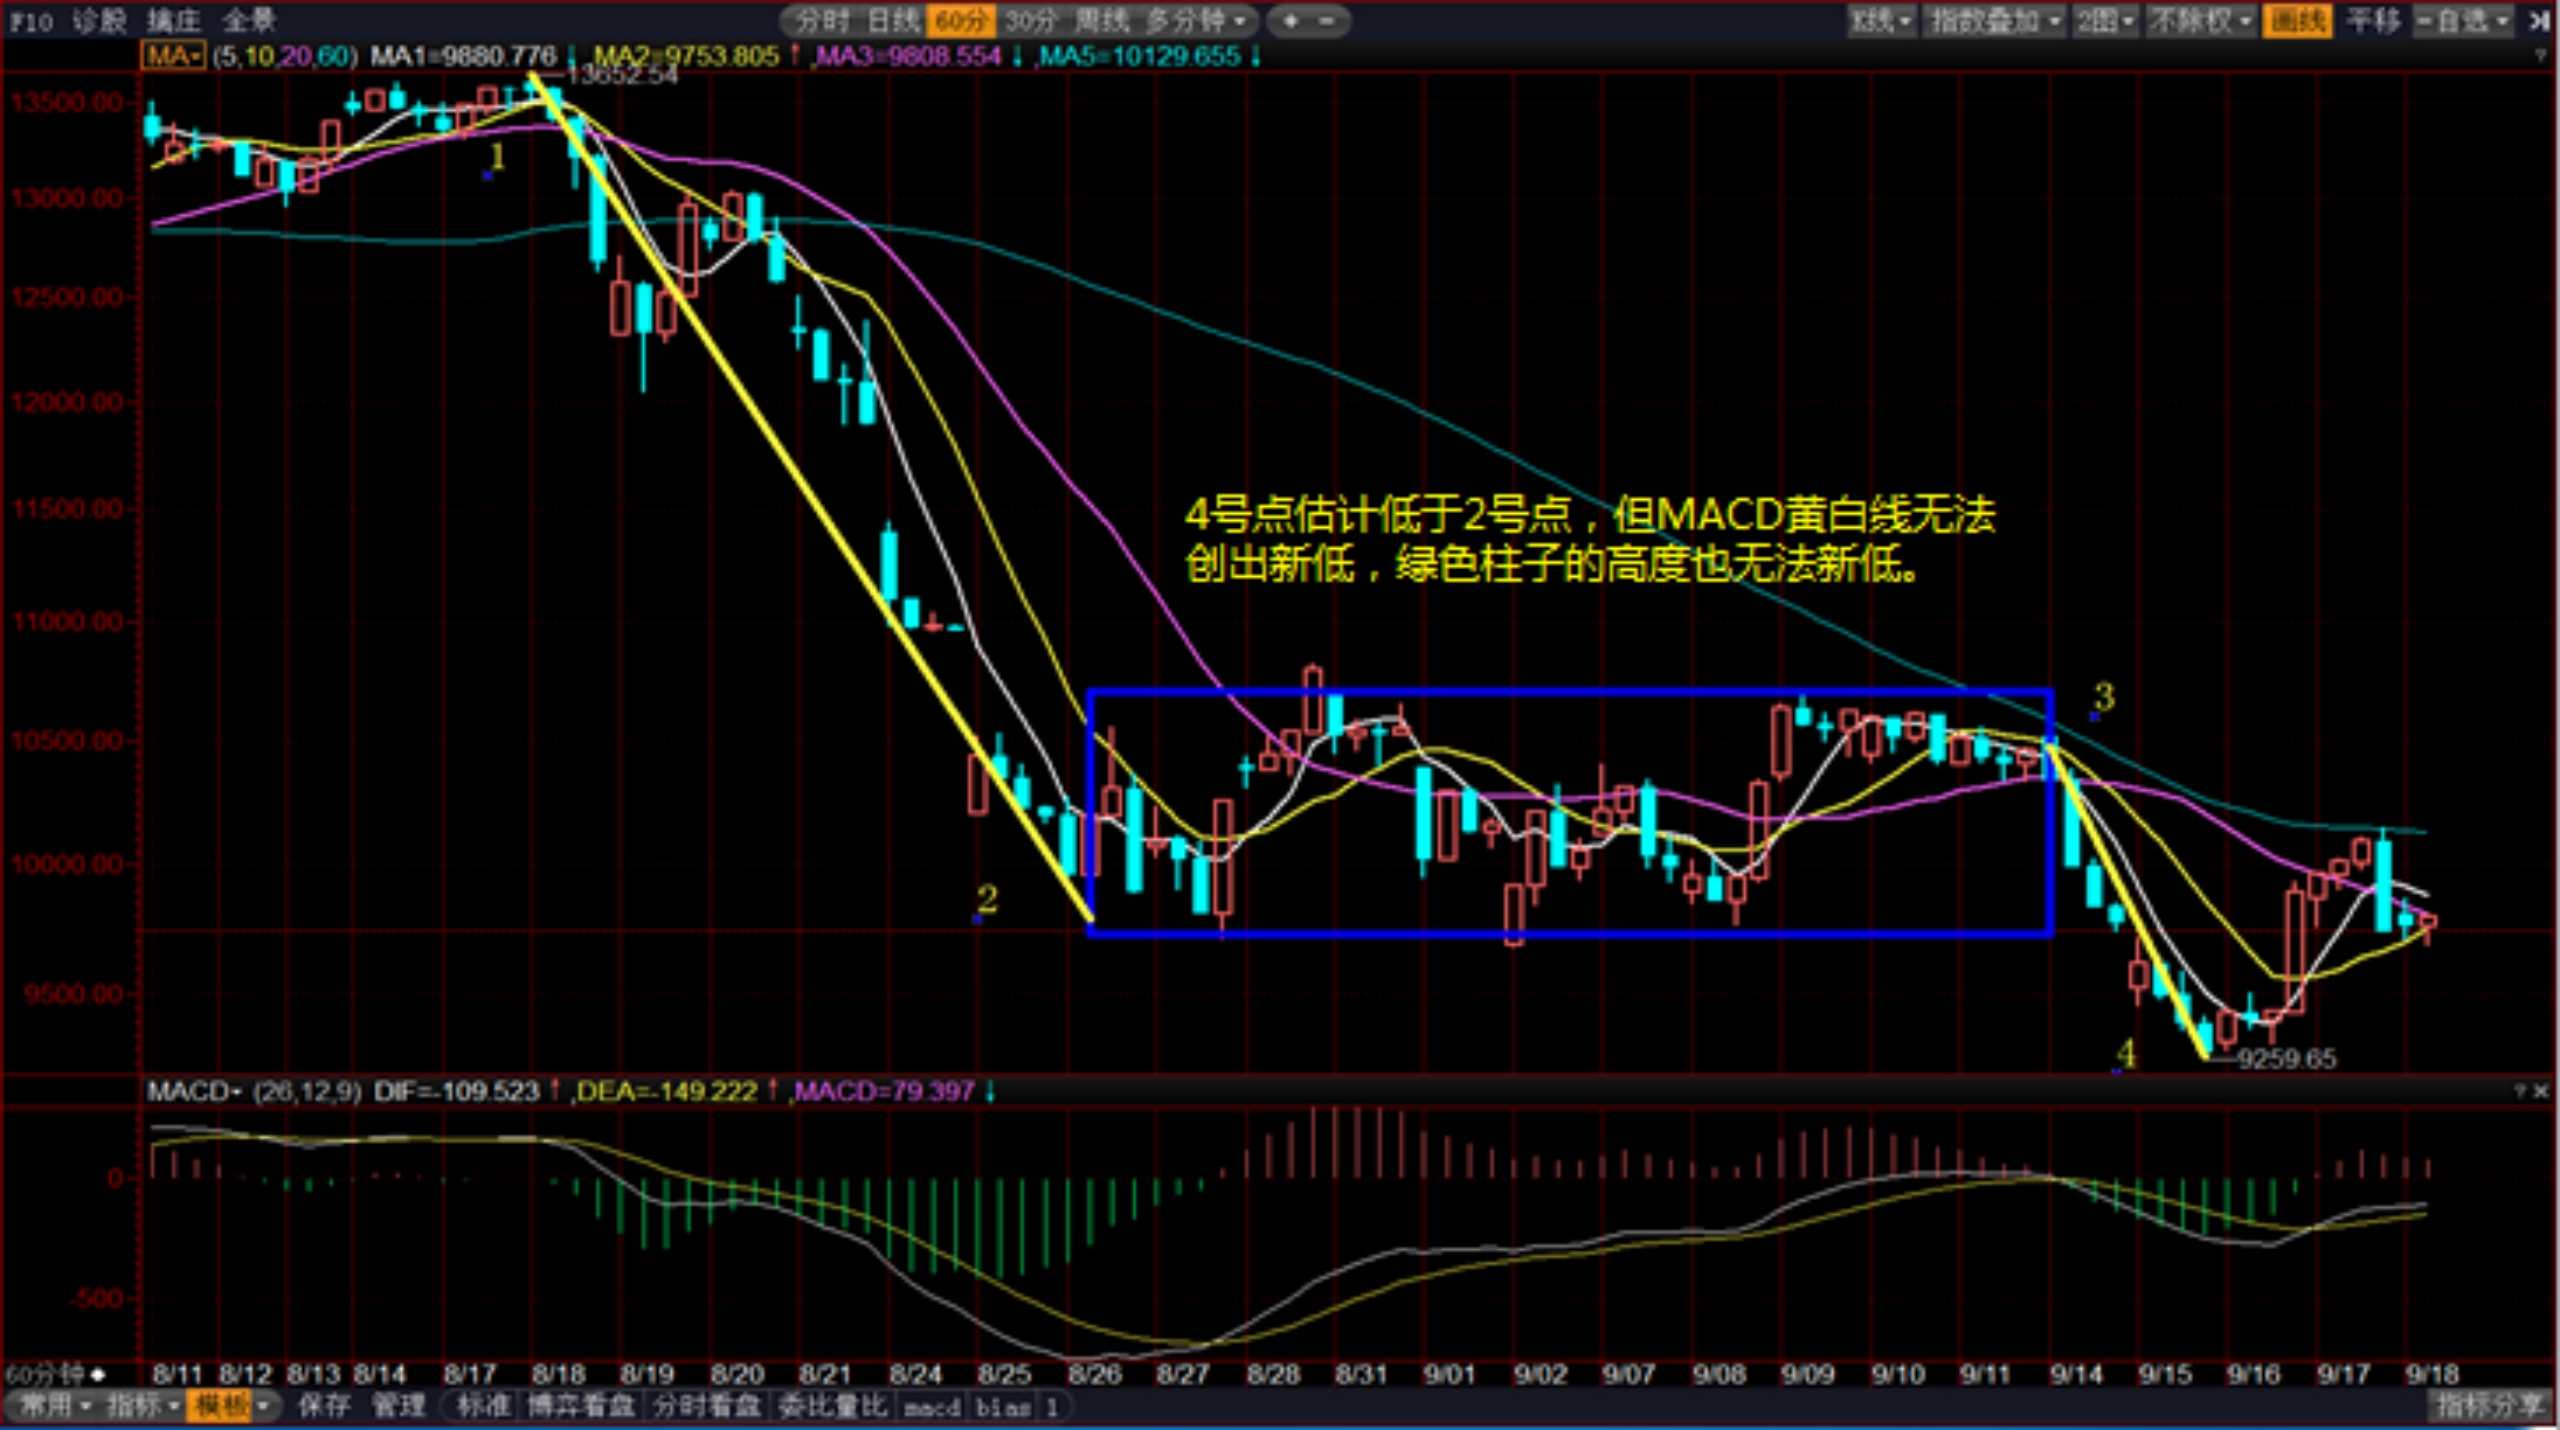 F10 诊股 擒庄 全景 分时 日线 60分 30分 周线 多分钟 + - K线 指数叠加 2图 不除权 画线 平移 -自选
MA (5,10,20,60) MA1=9880.776↓,MA2=9753.805↑,MA3=9808.554↓,MA5=10129.655↓
13652.54
13500.00
1
13000.00
12500.00
12000.00
11500.00
4号点估计低于2号点，但MACD黄白线无法
创出新低，绿色柱子的高度也无法新低。
11000.00
3
10500.00
10000.00
2
9500.00
4
9259.65
MACD (26,12,9) DIF=-109.523↑,DEA=-149.222↑,MACD=79.397↓
0
-500
60分钟 8/11 8/12 8/13 8/14 8/17 8/18 8/19 8/20 8/21 8/24 8/25 8/26 8/27 8/28 8/31 9/01 9/02 9/07 9/08 9/09 9/10 9/11 9/14 9/15 9/16 9/17 9/18
常用 指标 模板 保存 管理 标准 博弈看盘 分时看盘 委比量比 macd bias 1 指标分享